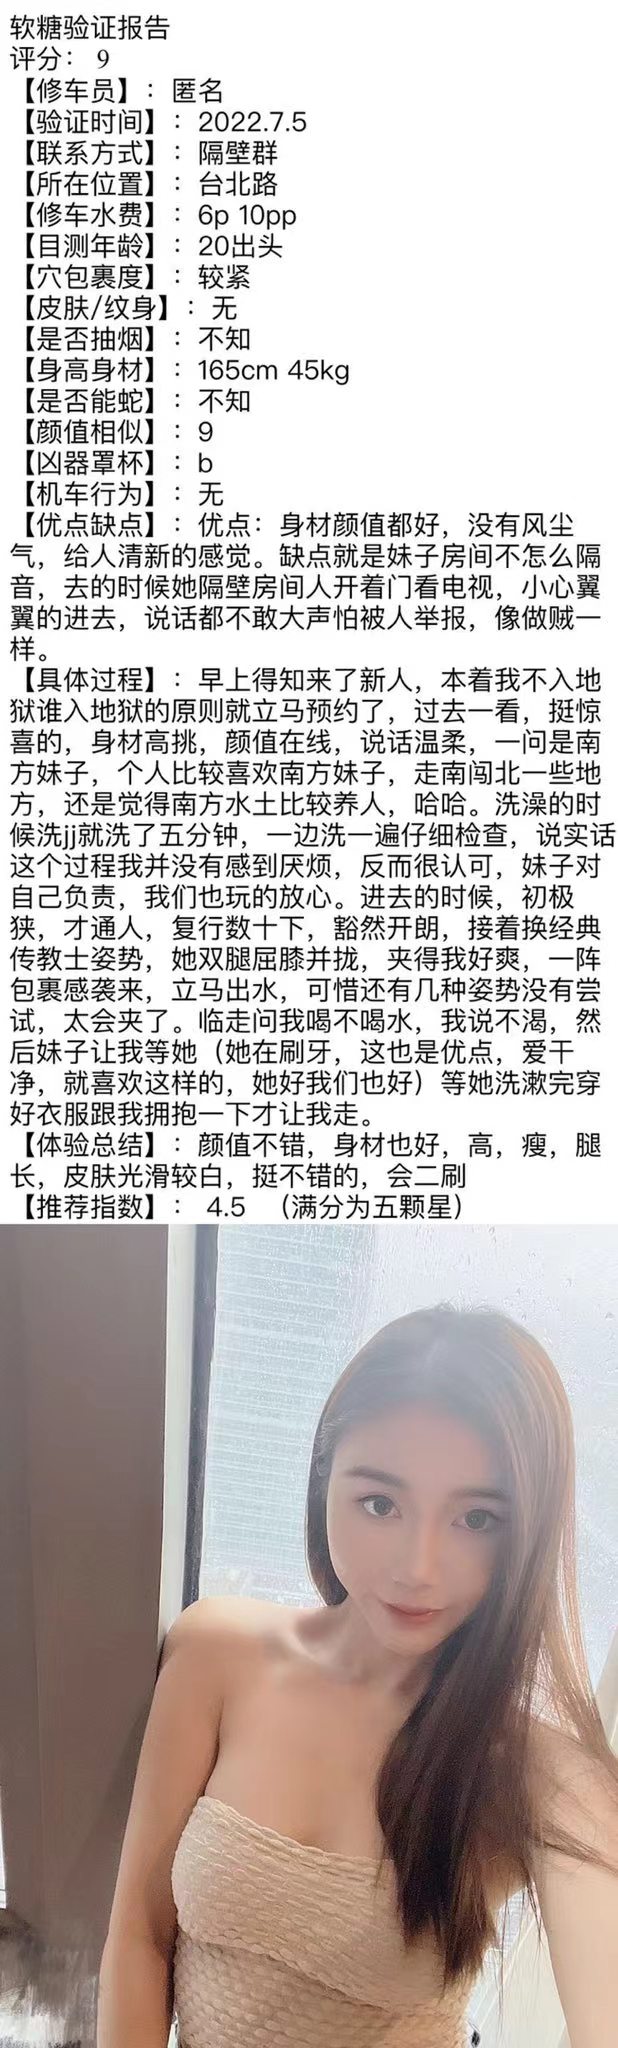 软糖验证报告
评分： 9
【修车员】：匿名
【验证时间】：2022.7.5
【联系方式】：隔壁群
【所在位置】：台北路
【修车水费】：6p 10pp
【目测年龄】：20出头
【穴包裹度】：较紧
【皮肤/纹身】：无
【是否抽烟】：不知
【身高身材】：165cm 45kg
【是否能蛇】：不知
【颜值相似】：9
【凶器罩杯】：b
【机车行为】：无
【优点缺点】：优点：身材颜值都好，没有风尘
气，给人清新的感觉。缺点就是妹子房间不怎么隔
音，去的时候她隔壁房间人开着门看电视，小心翼
翼的进去，说话都不敢大声怕被人举报，像做贼一
样。
【具体过程】：早上得知来了新人，本着我不入地
狱谁入地狱的原则就立马预约了，过去一看，挺惊
喜的，身材高挑，颜值在线，说话温柔，一问是南
方妹子，个人比较喜欢南方妹子，走南闯北一些地
方，还是觉得南方水土比较养人，哈哈。洗澡的时
候洗jj就洗了五分钟，一边洗一遍仔细检查，说实话
这个过程我并没有感到厌烦，反而很认可，妹子对
自己负责，我们也玩的放心。进去的时候，初极
狭，才通人，复行数十下，豁然开朗，接着换经典
传教士姿势，她双腿屈膝并拢，夹得我好爽，一阵
包裹感袭来，立马出水，可惜还有几种姿势没有尝
试，太会夹了。临走问我喝不喝水，我说不渴，然
后妹子让我等她（她在刷牙，这也是优点，爱干
净，就喜欢这样的，她好我们也好）等她洗漱完穿
好衣服跟我拥抱一下才让我走。
【体验总结】：颜值不错，身材也好，高，瘦，腿
长，皮肤光滑较白，挺不错的，会二刷
【推荐指数】： 4.5 （满分为五颗星）